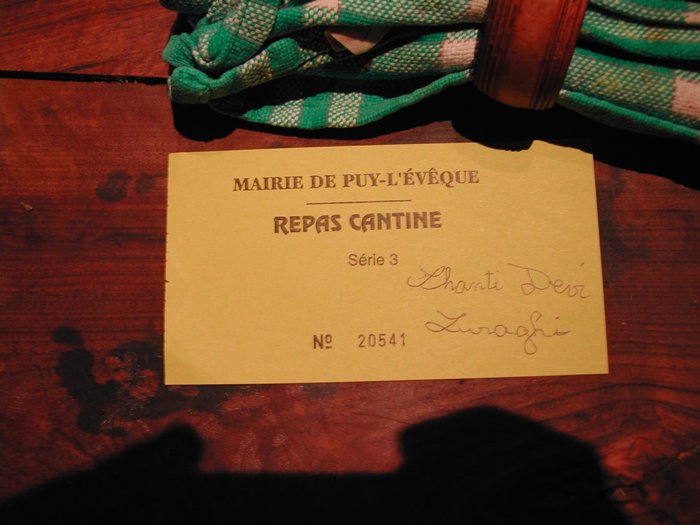 MAIRIE DE PUY-L'ÉVÊQUE
REPAS CANTINE
Série 3
Shanti Devi
Luraghi
Nº 20541